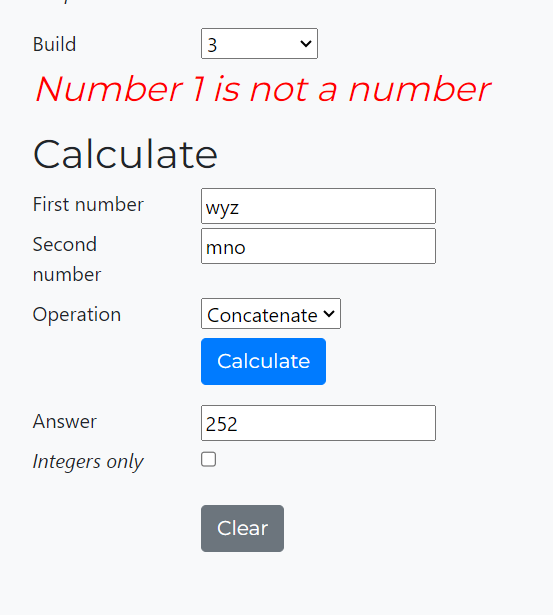 Build 3
Number 1 is not a number
Calculate
First number wyz
Second number mno
Operation Concatenate
Calculate
Answer 252
Integers only
Clear